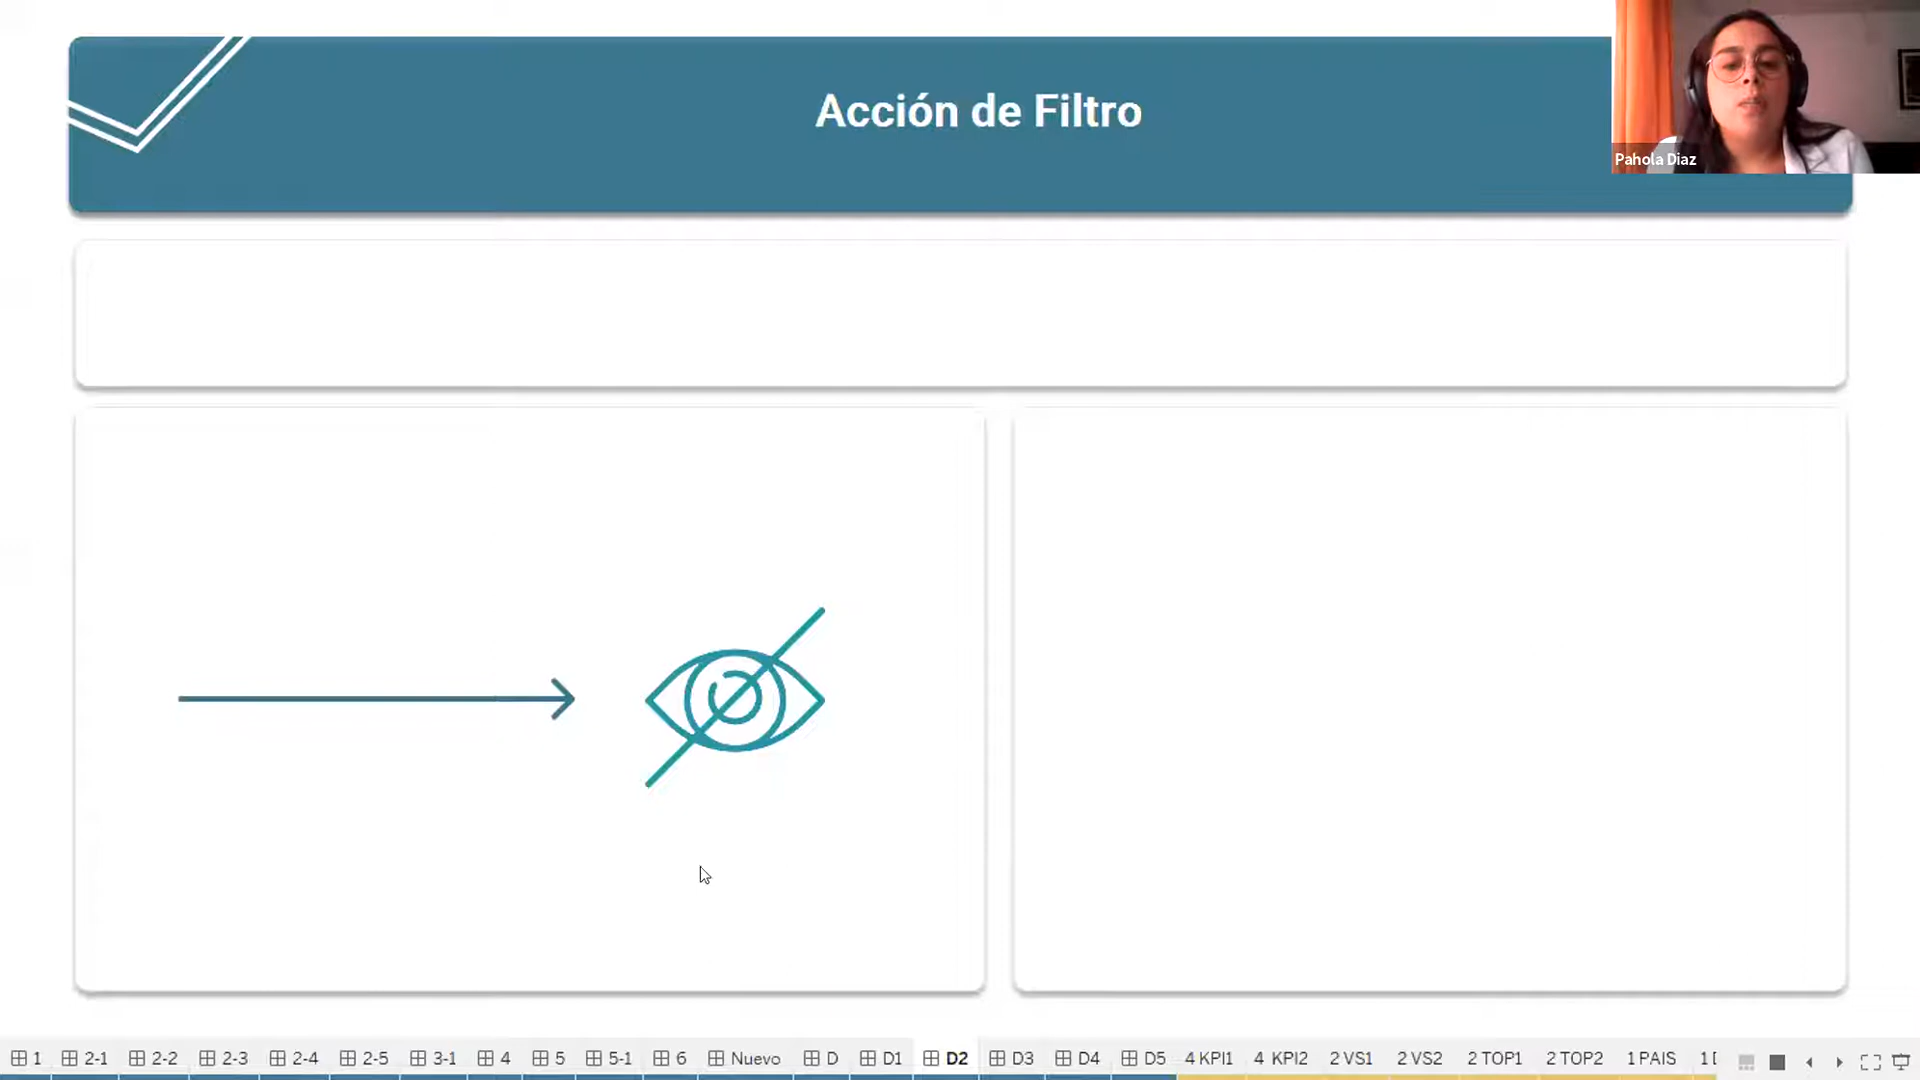 Acción de Filtro
Pahola Diaz
1 2-1 2-2 2-3 2-4 2-5 3-1 4 5 5-1 6 Nuevo D D1 D2 D3 D4 D5 4 KPI1 4 KPI2 2 VS1 2 VS2 2 TOP1 2 TOP2 1 PAIS 1